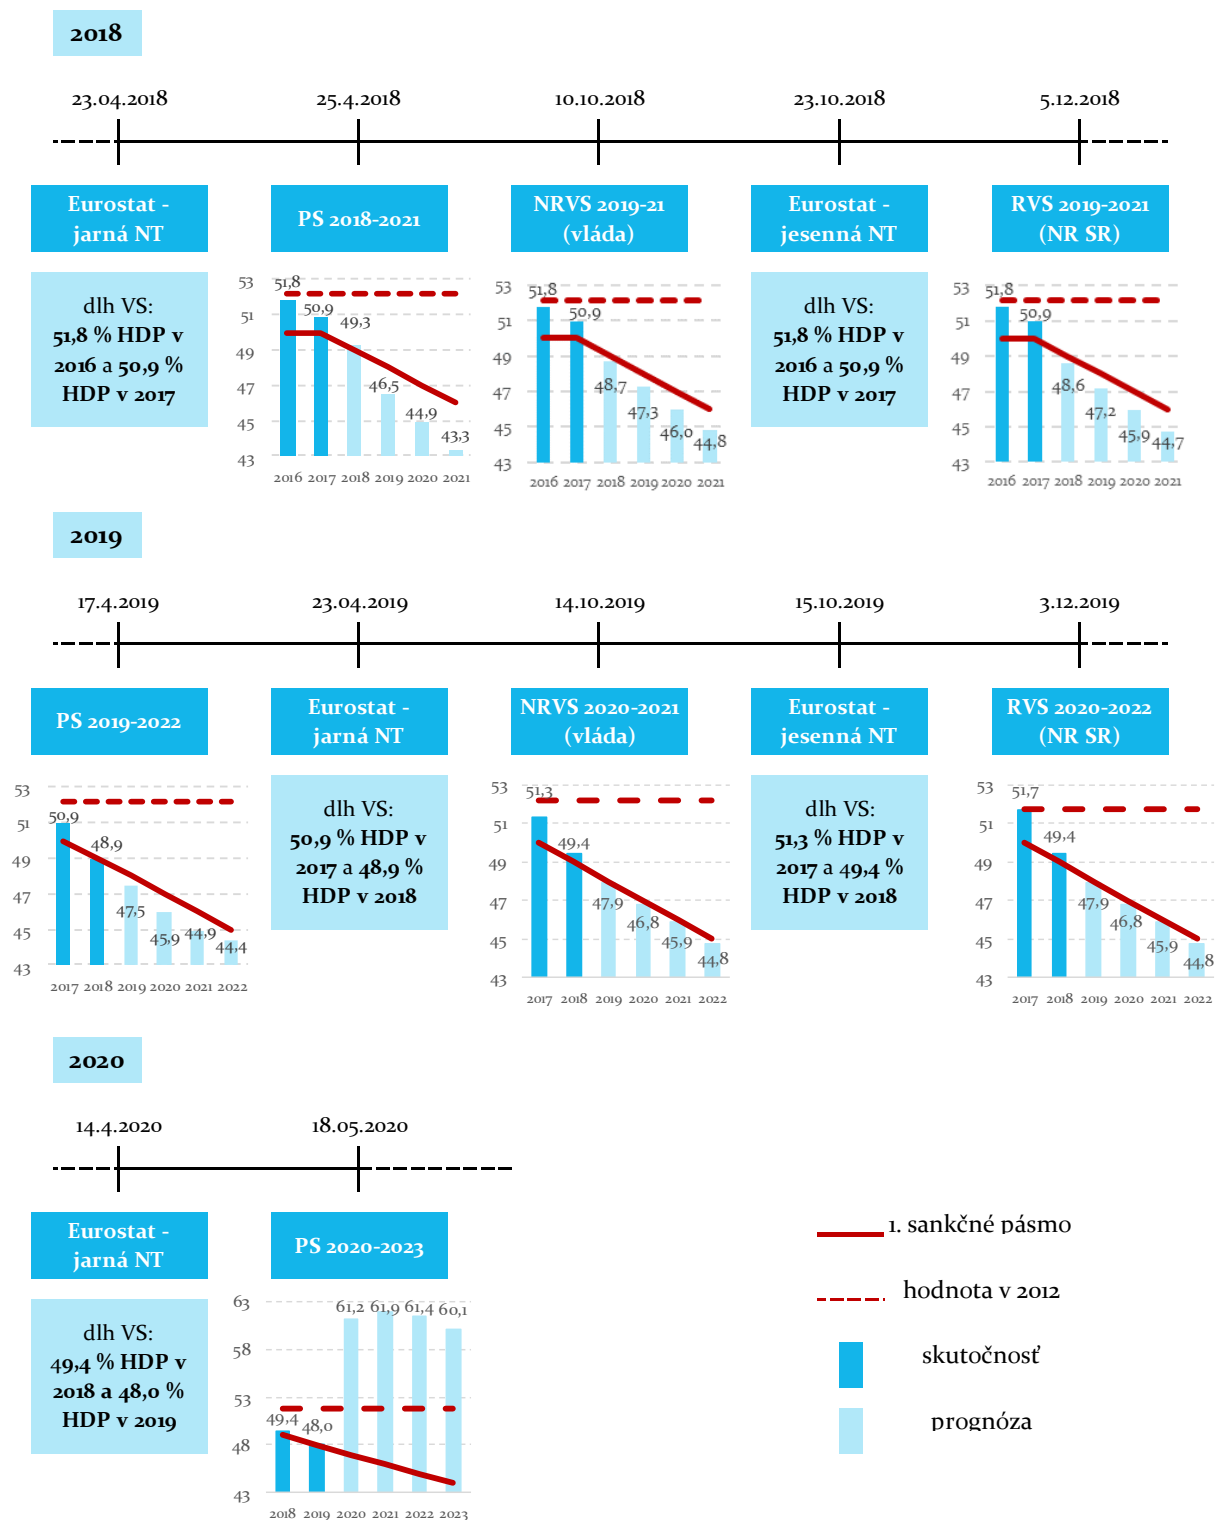 2018
23.04.2018 25.4.2018 10.10.2018 23.10.2018 5.12.2018
Eurostat -
jarná NT
PS 2018-2021
NRVS 2019-21
(vláda)
Eurostat -
jesenná NT
RVS 2019-2021
(NR SR)
dlh VS:
51,8 % HDP v
2016 a 50,9 %
HDP v 2017
53
51
49
47
45
43
51,8
50,9
49,3
46,5
44,9
43,3
2016 2017 2018 2019 2020 2021
53
51
49
47
45
43
51,8
50,9
48,7
47,3
46,0
44,8
2016 2017 2018 2019 2020 2021
dlh VS:
51,8 % HDP v
2016 a 50,9 %
HDP v 2017
53
51
49
47
45
43
51,8
50,9
48,6
47,2
45,9
44,7
2016 2017 2018 2019 2020 2021
2019
17.4.2019 23.04.2019 14.10.2019 15.10.2019 3.12.2019
PS 2019-2022
Eurostat -
jarná NT
NRVS 2020-2021
(vláda)
Eurostat -
jesenná NT
RVS 2020-2022
(NR SR)
53
51
49
47
45
43
50,9
48,9
47,5
45,9
44,9
44,4
2017 2018 2019 2020 2021 2022
dlh VS:
50,9 % HDP v
2017 a 48,9 %
HDP v 2018
53
51
49
47
45
43
51,3
49,4
47,9
46,8
45,9
44,8
2017 2018 2019 2020 2021 2022
dlh VS:
51,3 % HDP v
2017 a 49,4 %
HDP v 2018
53
51
49
47
45
43
51,7
49,4
47,9
46,8
45,9
44,8
2017 2018 2019 2020 2021 2022
2020
14.4.2020 18.05.2020
Eurostat -
jarná NT
PS 2020-2023
dlh VS:
49,4 % HDP v
2018 a 48,0 %
HDP v 2019
63
58
53
48
43
49,4
48,0
61,2
61,9
61,4
60,1
2018 2019 2020 2021 2022 2023
1. sankčné pásmo
hodnota v 2012
skutočnosť
prognóza